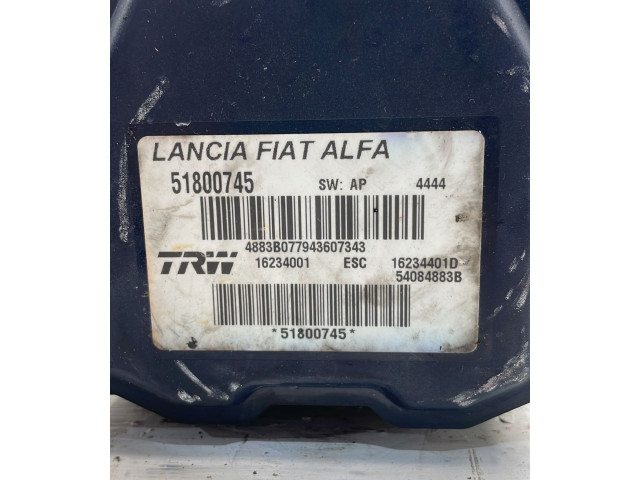 LANCIA FIAT ALFA
51800745 SW: AP 4444
4883B077943607343
TRW 16234001 ESC 16234401D
54084883B
*51800745*